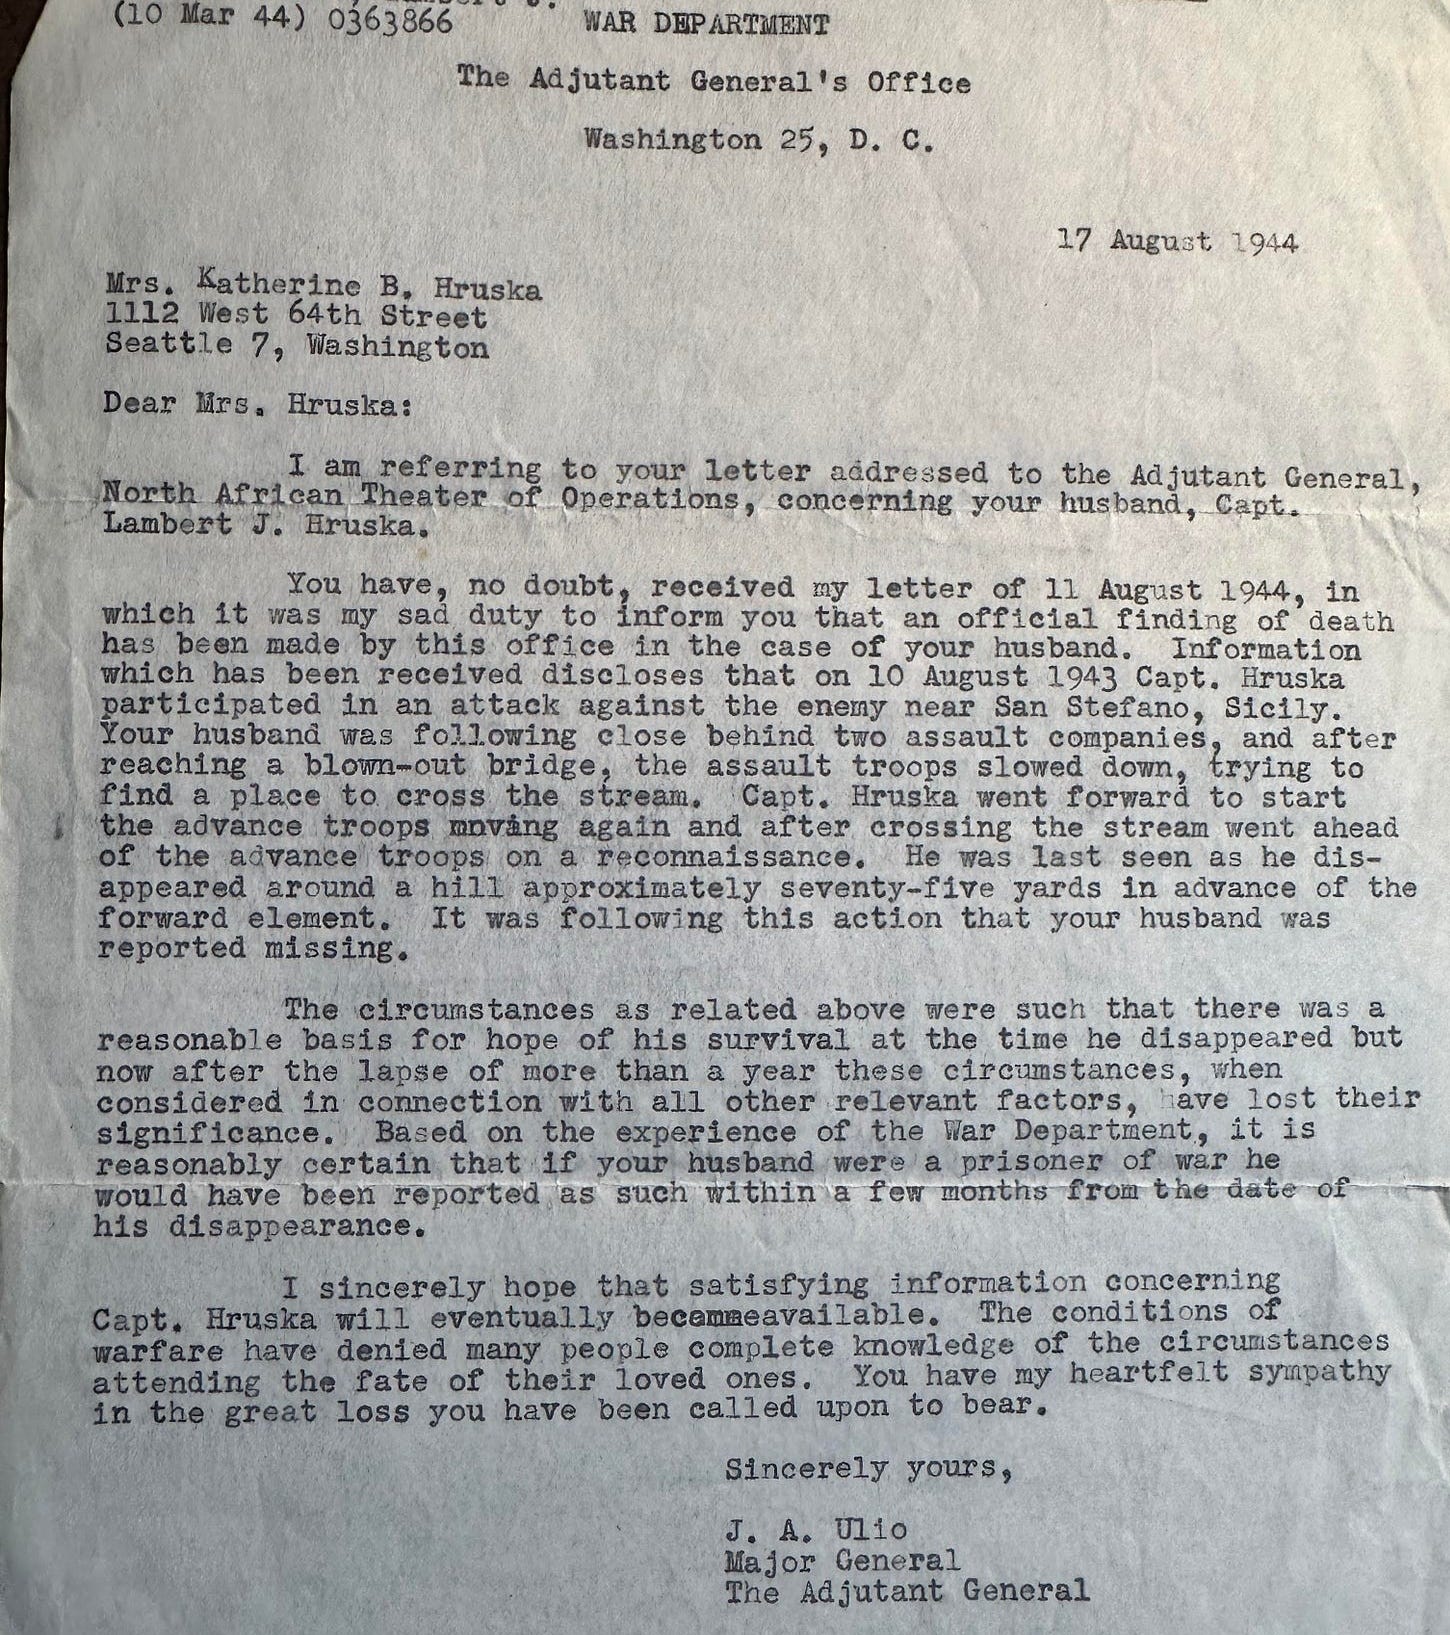 (10 Mar 44) 0363866 WAR DEPARTMENT
The Adjutant General's Office
Washington 25, D. C.
17 August 1944
Mrs. Katherine B. Hruska
1112 West 64th Street
Seattle 7, Washington
Dear Mrs. Hruska:
I am referring to your letter addressed to the Adjutant General,
North African Theater of Operations, concerning your husband, Capt.
Lambert J. Hruska.
You have, no doubt, received my letter of 11 August 1944, in
which it was my sad duty to inform you that an official finding of death
has been made by this office in the case of your husband. Information
which has been received discloses that on 10 August 1943 Capt. Hruska
participated in an attack against the enemy near San Stefano, Sicily.
Your husband was following close behind two assault companies, and after
reaching a blown-out bridge, the assault troops slowed down, trying to
find a place to cross the stream. Capt. Hruska went forward to start
the advance troops moving again and after crossing the stream went ahead
of the advance troops on a reconnaissance. He was last seen as he dis-
appeared around a hill approximately seventy-five yards in advance of the
forward element. It was following this action that your husband was
reported missing.
The circumstances as related above were such that there was a
reasonable basis for hope of his survival at the time he disappeared but
now after the lapse of more than a year these circumstances, when
considered in connection with all other relevant factors, have lost their
significance. Based on the experience of the War Department, it is
reasonably certain that if your husband were a prisoner of war he
would have been reported as such within a few months from the date of
his disappearance.
I sincerely hope that satisfying information concerning
Capt. Hruska will eventually becammeavailable. The conditions of
warfare have denied many people complete knowledge of the circumstances
attending the fate of their loved ones. You have my heartfelt sympathy
in the great loss you have been called upon to bear.
Sincerely yours,
J. A. Ulio
Major General
The Adjutant General